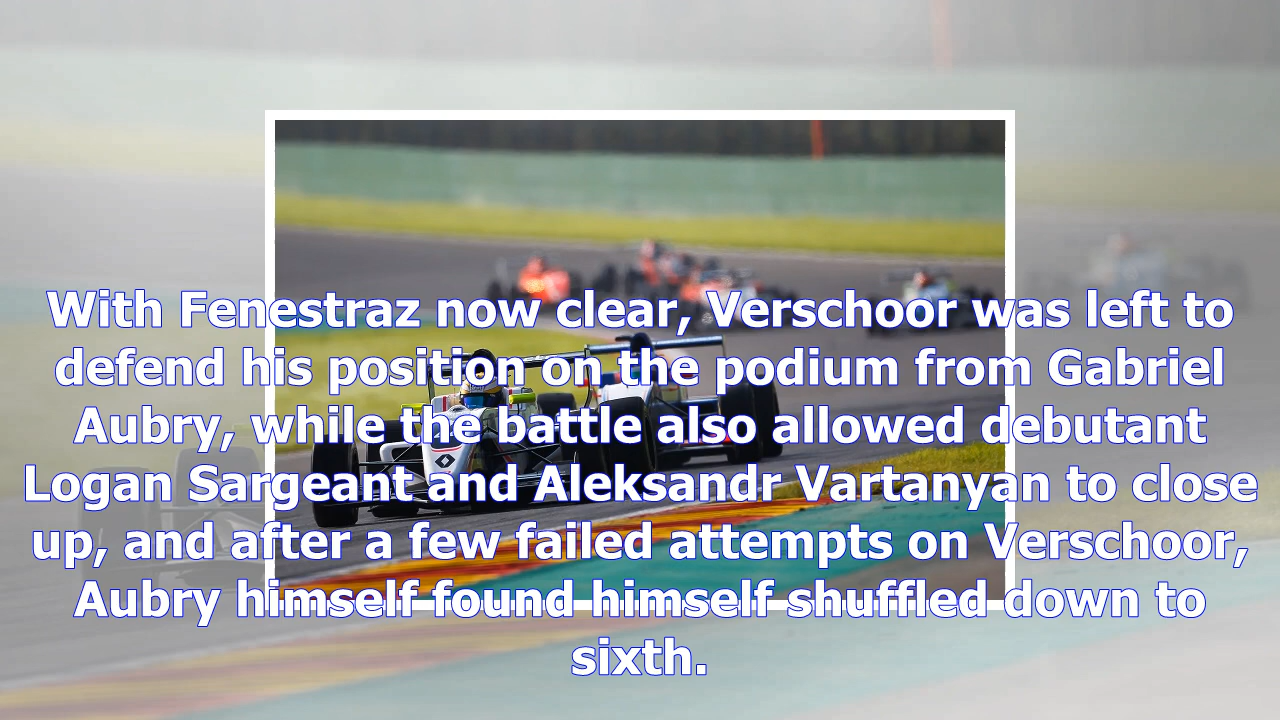 With Fenestraz now clear, Verschoor was left to
defend his position on the podium from Gabriel
Aubry, while the battle also allowed debutant
Logan Sargeant and Aleksandr Vartanyan to close
up, and after a few failed attempts on Verschoor,
Aubry himself found himself shuffled down to
sixth.